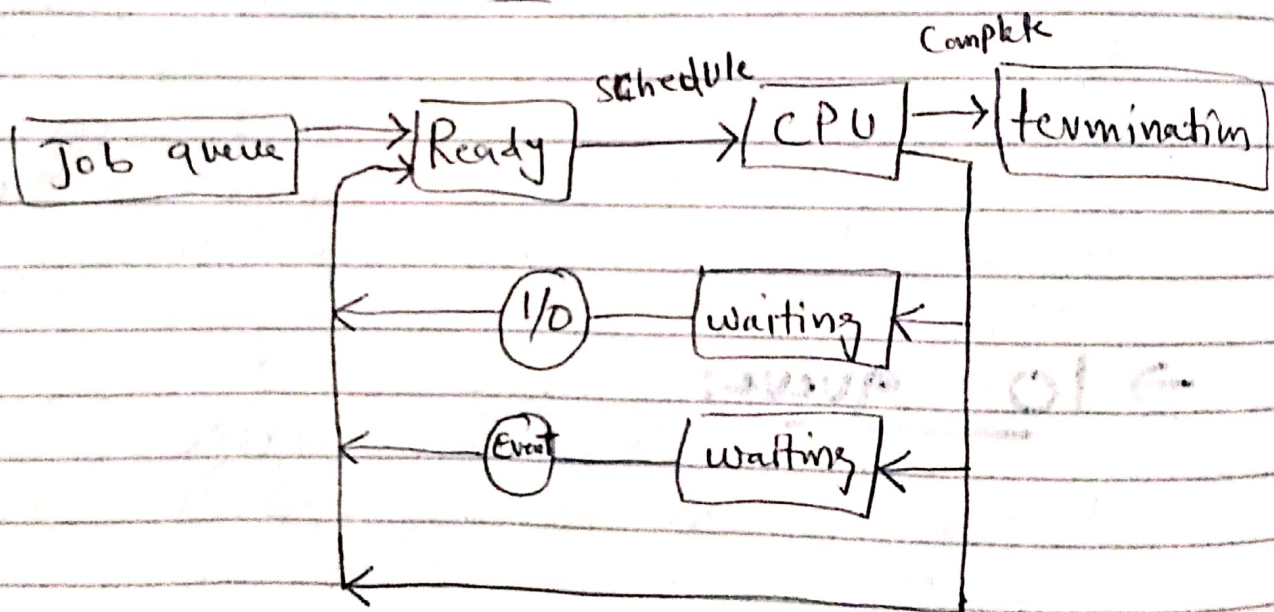 Complete
schedule
Job queue
Ready
CPU
termination
I/O
waiting
Event
waiting